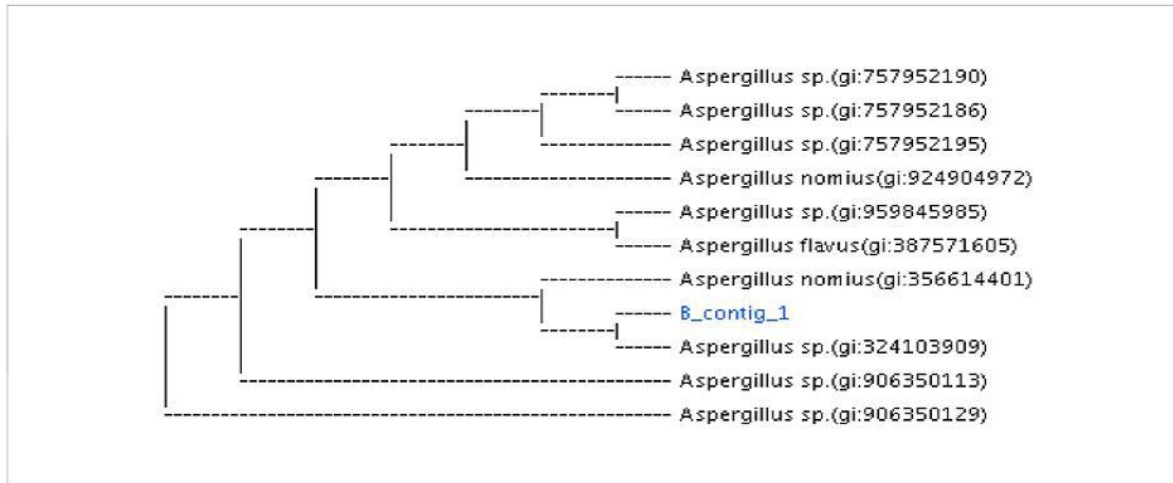 Aspergillus sp.(gi:757952190)
Aspergillus sp.(gi:757952186)
Aspergillus sp.(gi:757952195)
Aspergillus nomius(gi:924904972)
Aspergillus sp.(gi:959845985)
Aspergillus flavus(gi:387571605)
Aspergillus nomius(gi:356614401)
B_contig_1
Aspergillus sp.(gi:324103909)
Aspergillus sp.(gi:906350113)
Aspergillus sp.(gi:906350129)